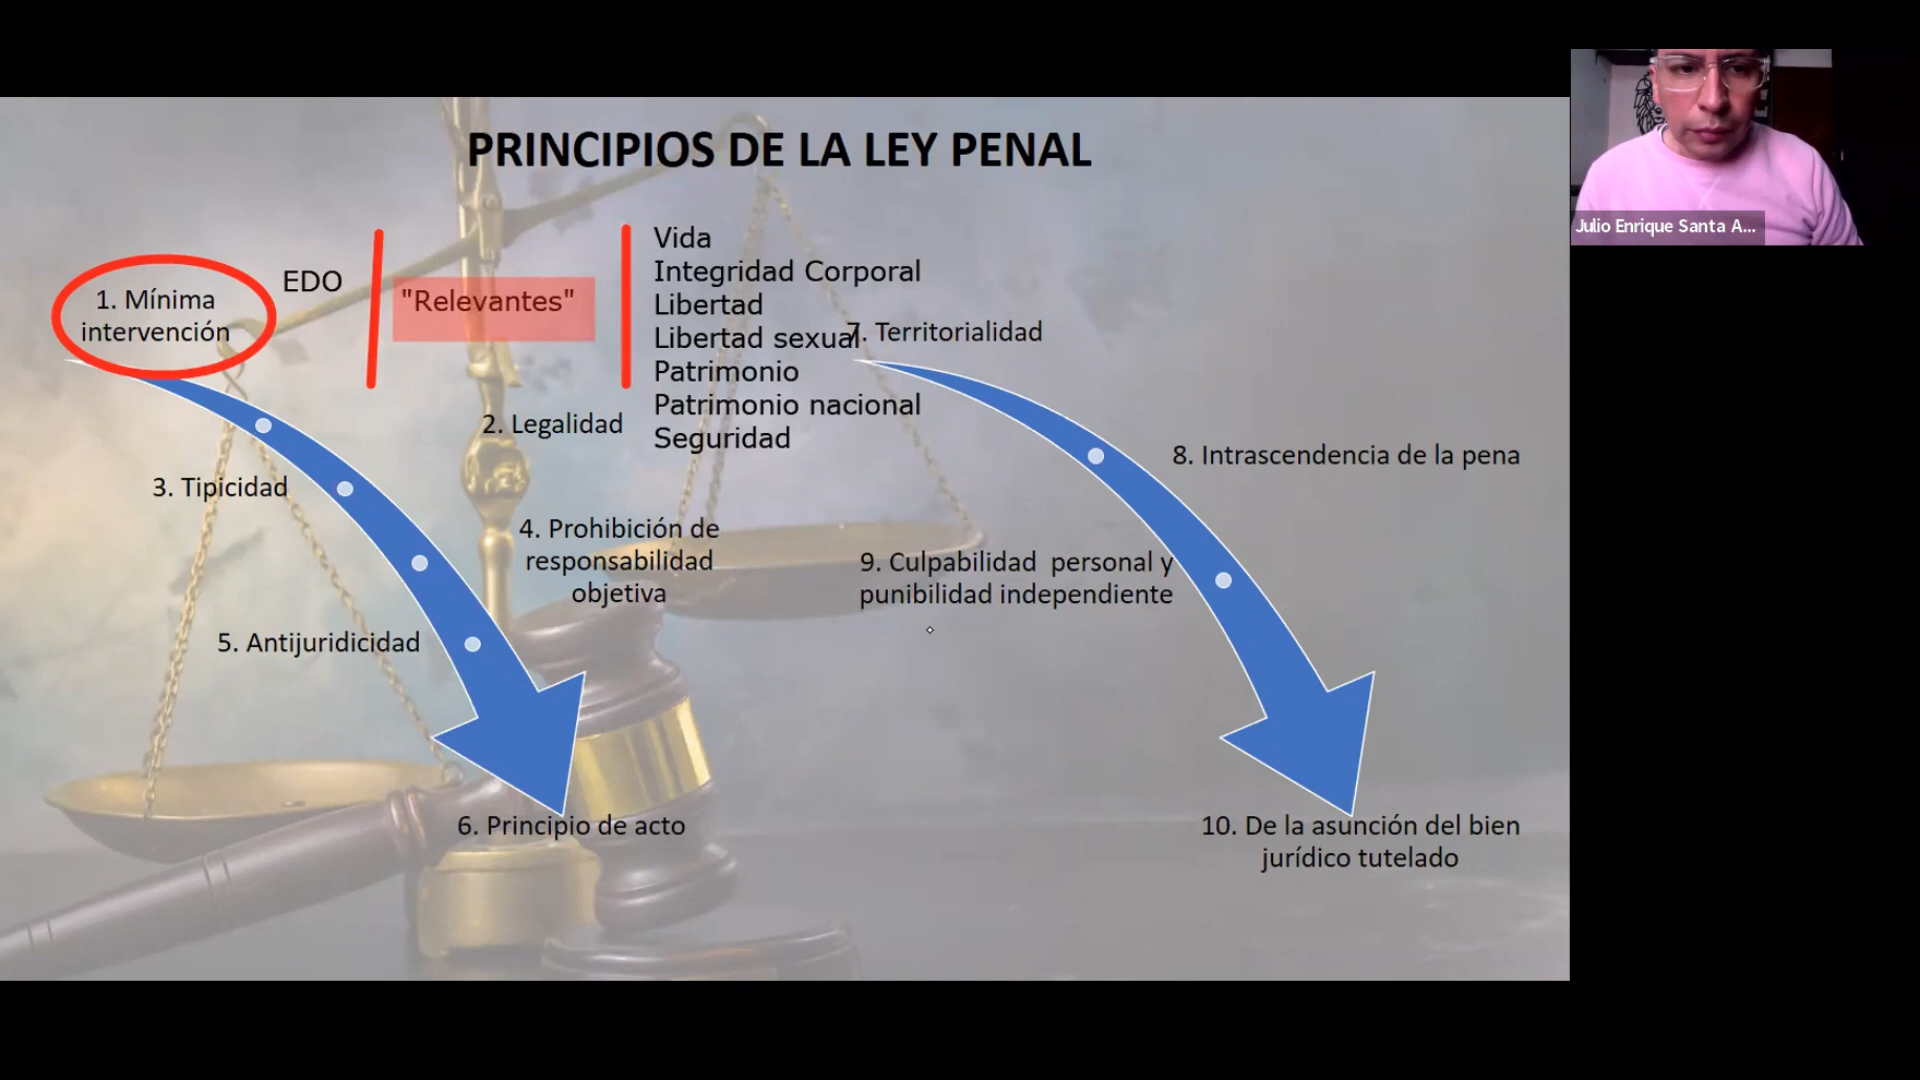 PRINCIPIOS DE LA LEY PENAL
Julio Enrique Santa A...
1. Mínima
intervención
EDO
"Relevantes"
Vida
Integridad Corporal
Libertad
Libertad sexual
Patrimonio
Patrimonio nacional
Seguridad
2. Legalidad
3. Tipicidad
4. Prohibición de
responsabilidad
objetiva
5. Antijuridicidad
6. Principio de acto
7. Territorialidad
8. Intrascendencia de la pena
9. Culpabilidad personal y
punibilidad independiente
10. De la asunción del bien
jurídico tutelado